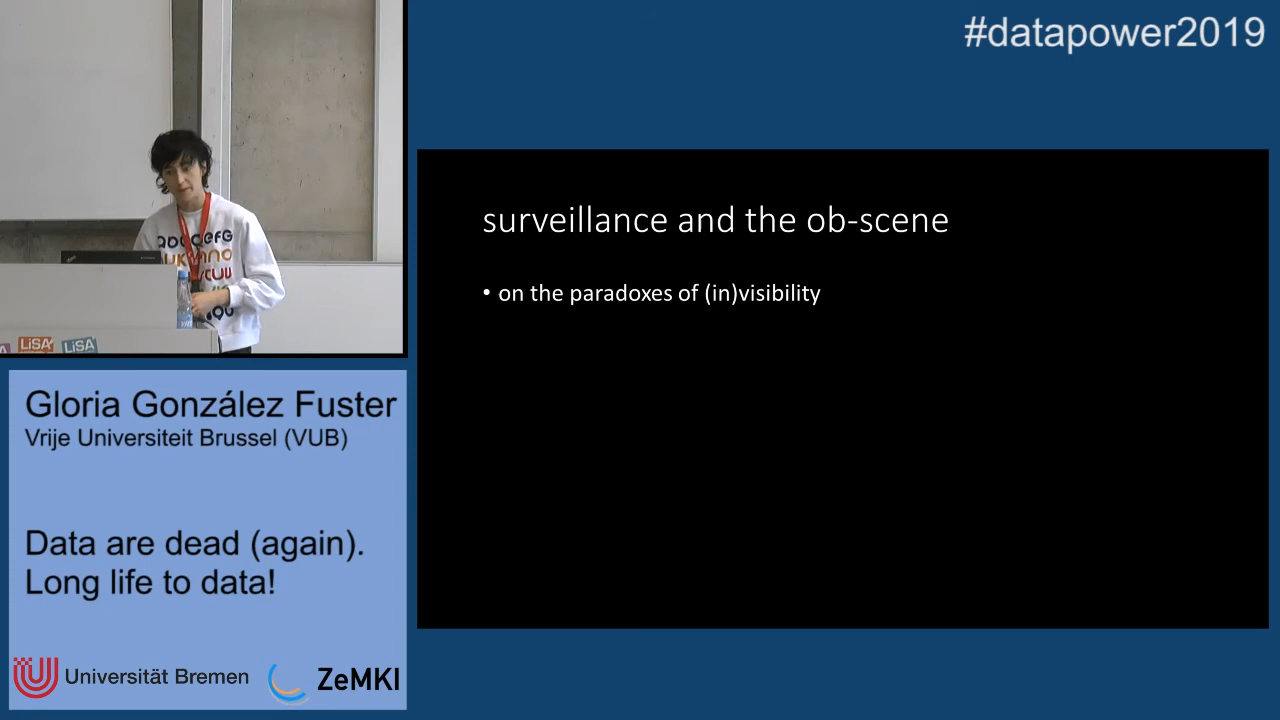 #datapower2019
surveillance and the ob-scene
• on the paradoxes of (in)visibility
LiSA
LiSA
Gloria González Fuster
Vrije Universiteit Brussel (VUB)
Data are dead (again).
Long life to data!
Universität Bremen
ZeMKI